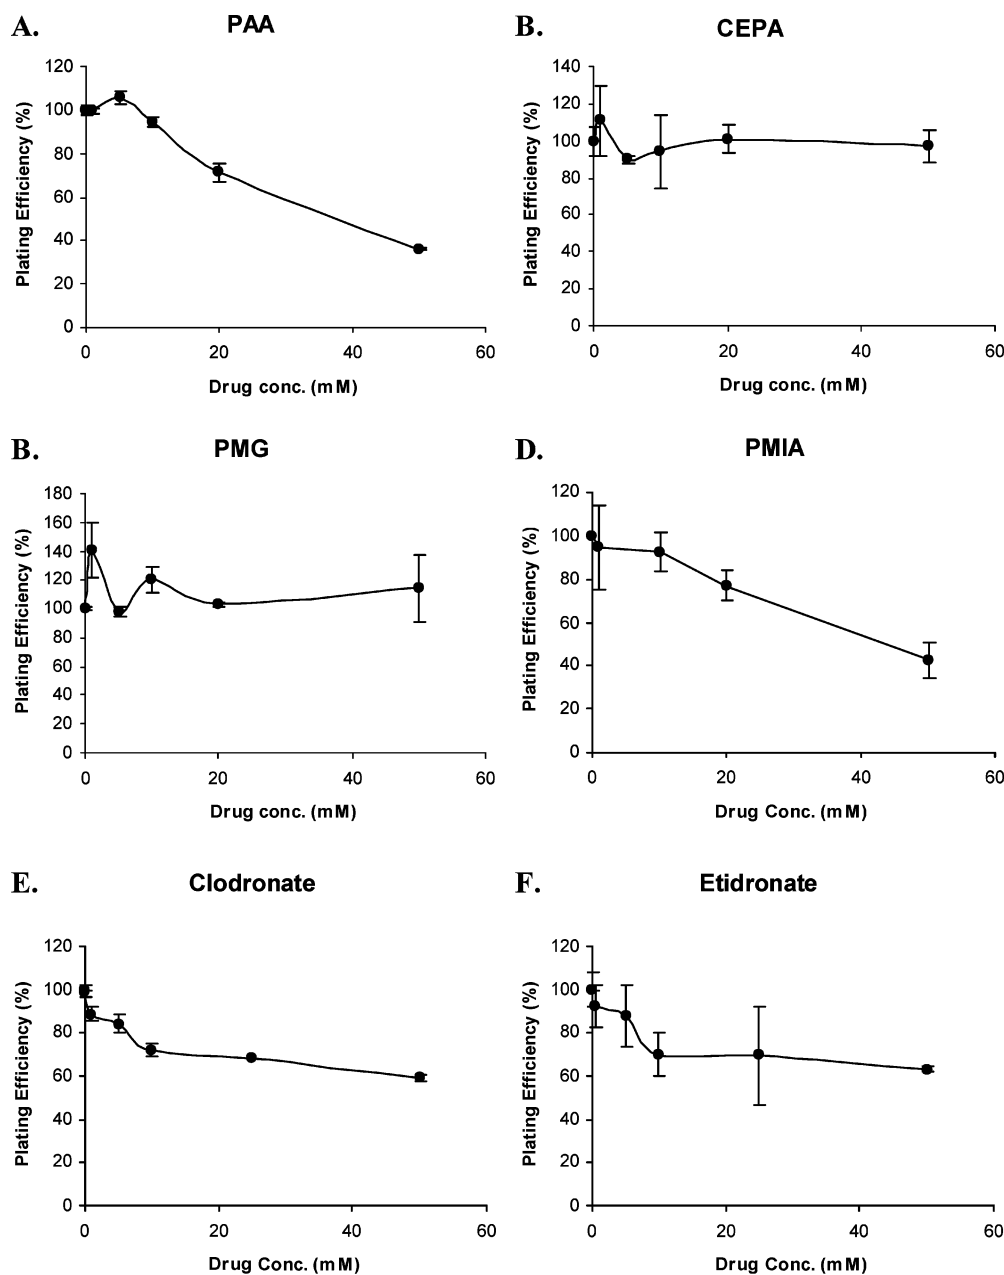 A.
PAA
Plating Efficiency (%)
120
100
80
60
40
20
0
0 20 40 60
Drug conc. (mM)
B.
CEPA
Plating Efficiency (%)
140
120
100
80
60
40
20
0
0 20 40 60
Drug conc. (mM)
B.
PMG
Plating Efficiency (%)
180
160
140
120
100
80
60
40
20
0
0 20 40 60
Drug conc. (mM)
D.
PMIA
Plating Efficiency (%)
120
100
80
60
40
20
0
0 20 40 60
Drug Conc. (mM)
E.
Clodronate
Plating Efficiency (%)
120
100
80
60
40
20
0
0 20 40 60
Drug Conc. (mM)
F.
Etidronate
Plating Efficiency (%)
120
100
80
60
40
20
0
0 20 40 60
Drug Conc. (mM)